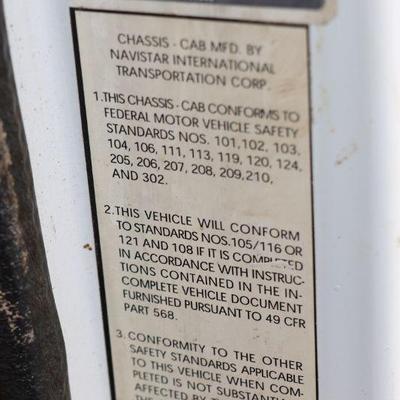 CHASSIS - CAB MFD. BY
NAVISTAR INTERNATIONAL
TRANSPORTATION CORP.
1. THIS CHASSIS - CAB CONFORMS TO
FEDERAL MOTOR VEHICLE SAFETY
STANDARDS NOS. 101, 102, 103,
104, 106, 111, 113, 119, 120, 124,
205, 206, 207, 208, 209, 210,
AND 302.
2. THIS VEHICLE WILL CONFORM
TO STANDARDS NOS. 105/116 OR
121 AND 108 IF IT IS COMPLETED
IN ACCORDANCE WITH INSTRUC-
TIONS CONTAINED IN THE IN-
COMPLETE VEHICLE DOCUMENT
FURNISHED PURSUANT TO 49 CFR
PART 568.
3. CONFORMITY TO THE OTHER
SAFETY STANDARDS APPLICABLE
TO THIS VEHICLE WHEN COM-
PLETED IS NOT SUBSTANTIALLY
AFFECTED BY THE